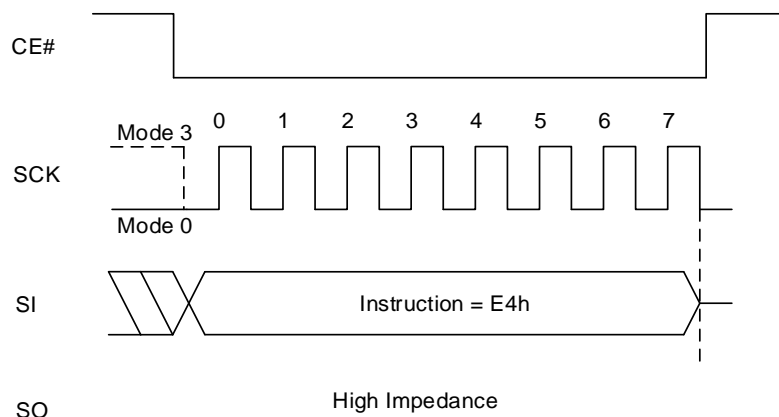 CE#
0 1 2 3 4 5 6 7
Mode 3
SCK
Mode 0
SI
Instruction = E4h
SO
High Impedance